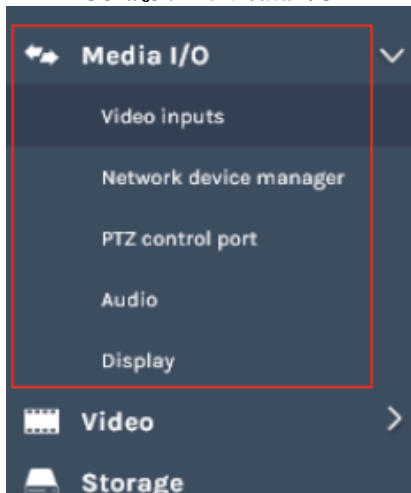 Media I/O
Video inputs
Network device manager
PTZ control port
Audio
Display
Video
Storage